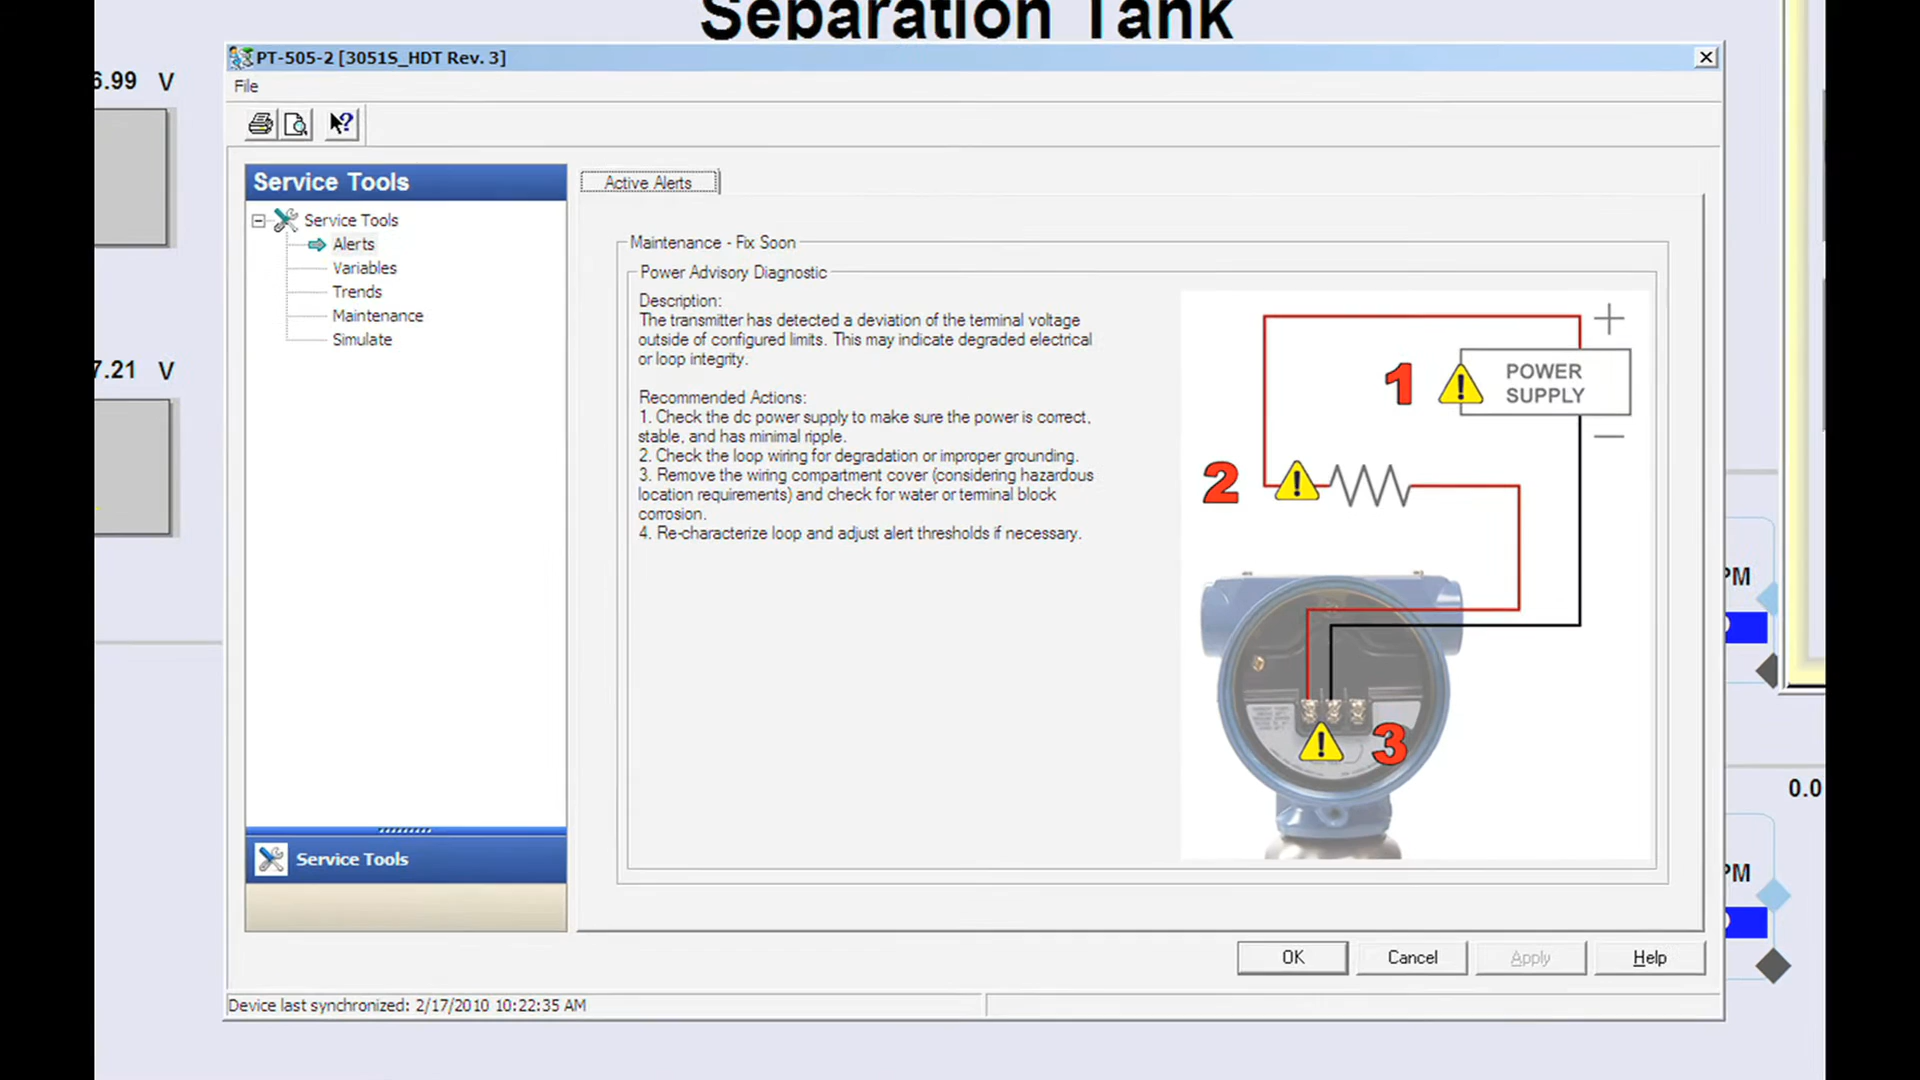 Separation Tank
PT-505-2 [3051S_HDT Rev. 3]
File
6.99 V
7.21 V
Service Tools
Service Tools
Alerts
Variables
Trends
Maintenance
Simulate
Service Tools
Active Alerts
Maintenance - Fix Soon
Power Advisory Diagnostic
Description:
The transmitter has detected a deviation of the terminal voltage
outside of configured limits. This may indicate degraded electrical
or loop integrity.
Recommended Actions:
1. Check the dc power supply to make sure the power is correct,
stable, and has minimal ripple.
2. Check the loop wiring for degradation or improper grounding.
3. Remove the wiring compartment cover (considering hazardous
location requirements) and check for water or terminal block
corrosion.
4. Re-characterize loop and adjust alert thresholds if necessary.
+
1
POWER
SUPPLY
−
2
3
PM
0.0
PM
OK
Cancel
Apply
Help
Device last synchronized: 2/17/2010 10:22:35 AM